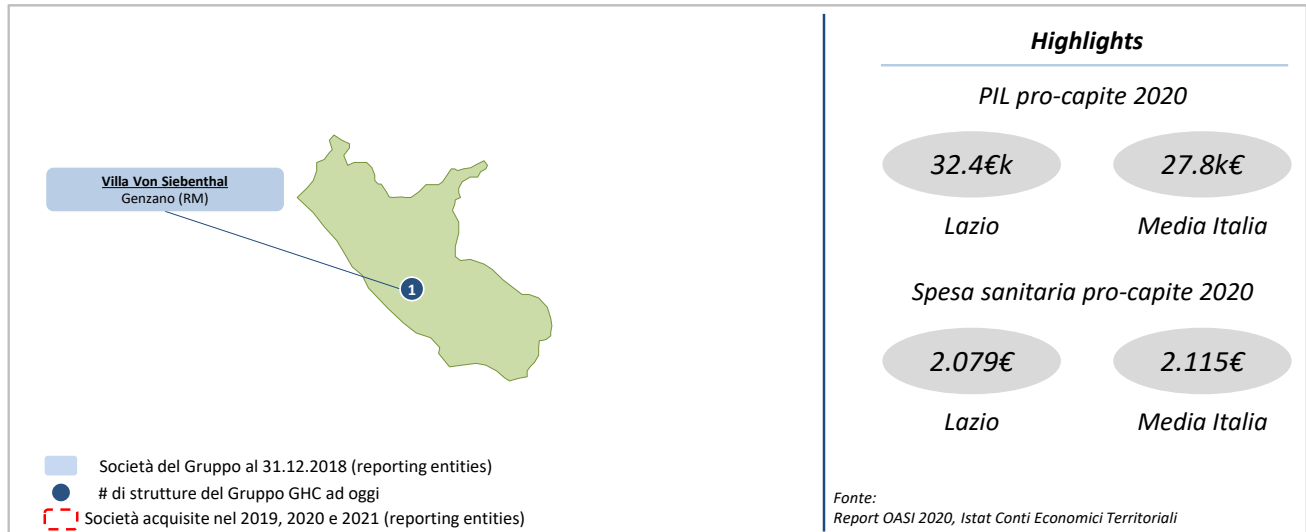 Villa Von Siebenthal
Genzano (RM)
1
Società del Gruppo al 31.12.2018 (reporting entities)
# di strutture del Gruppo GHC ad oggi
Società acquisite nel 2019, 2020 e 2021 (reporting entities)
Highlights
PIL pro-capite 2020
32.4€k 27.8k€
Lazio Media Italia
Spesa sanitaria pro-capite 2020
2.079€ 2.115€
Lazio Media Italia
Fonte:
Report OASI 2020, Istat Conti Economici Territoriali